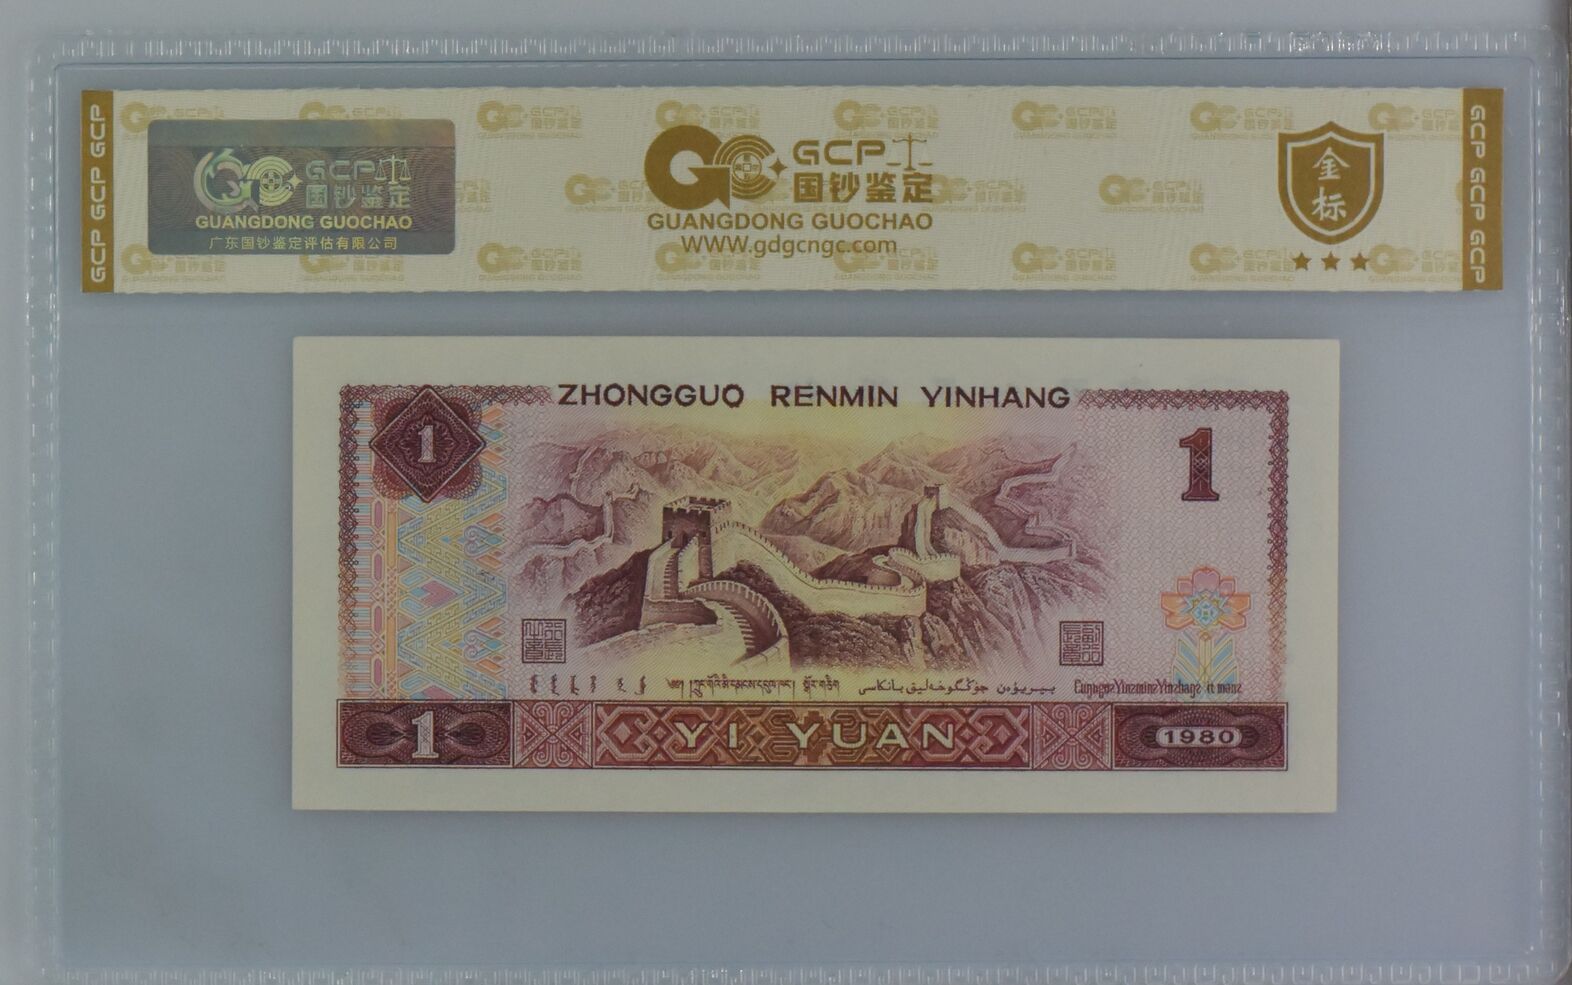 GCP GCP GCP
GCP
国钞鉴定
GUANGDONG GUOCHAO
广东国钞鉴定评估有限公司
GCP
国钞鉴定
GUANGDONG GUOCHAO
WWW.gdgcngc.com
金标
GCP GCP GCP
ZHONGGUO RENMIN YINHANG
1
1
1
YI YUAN
1980